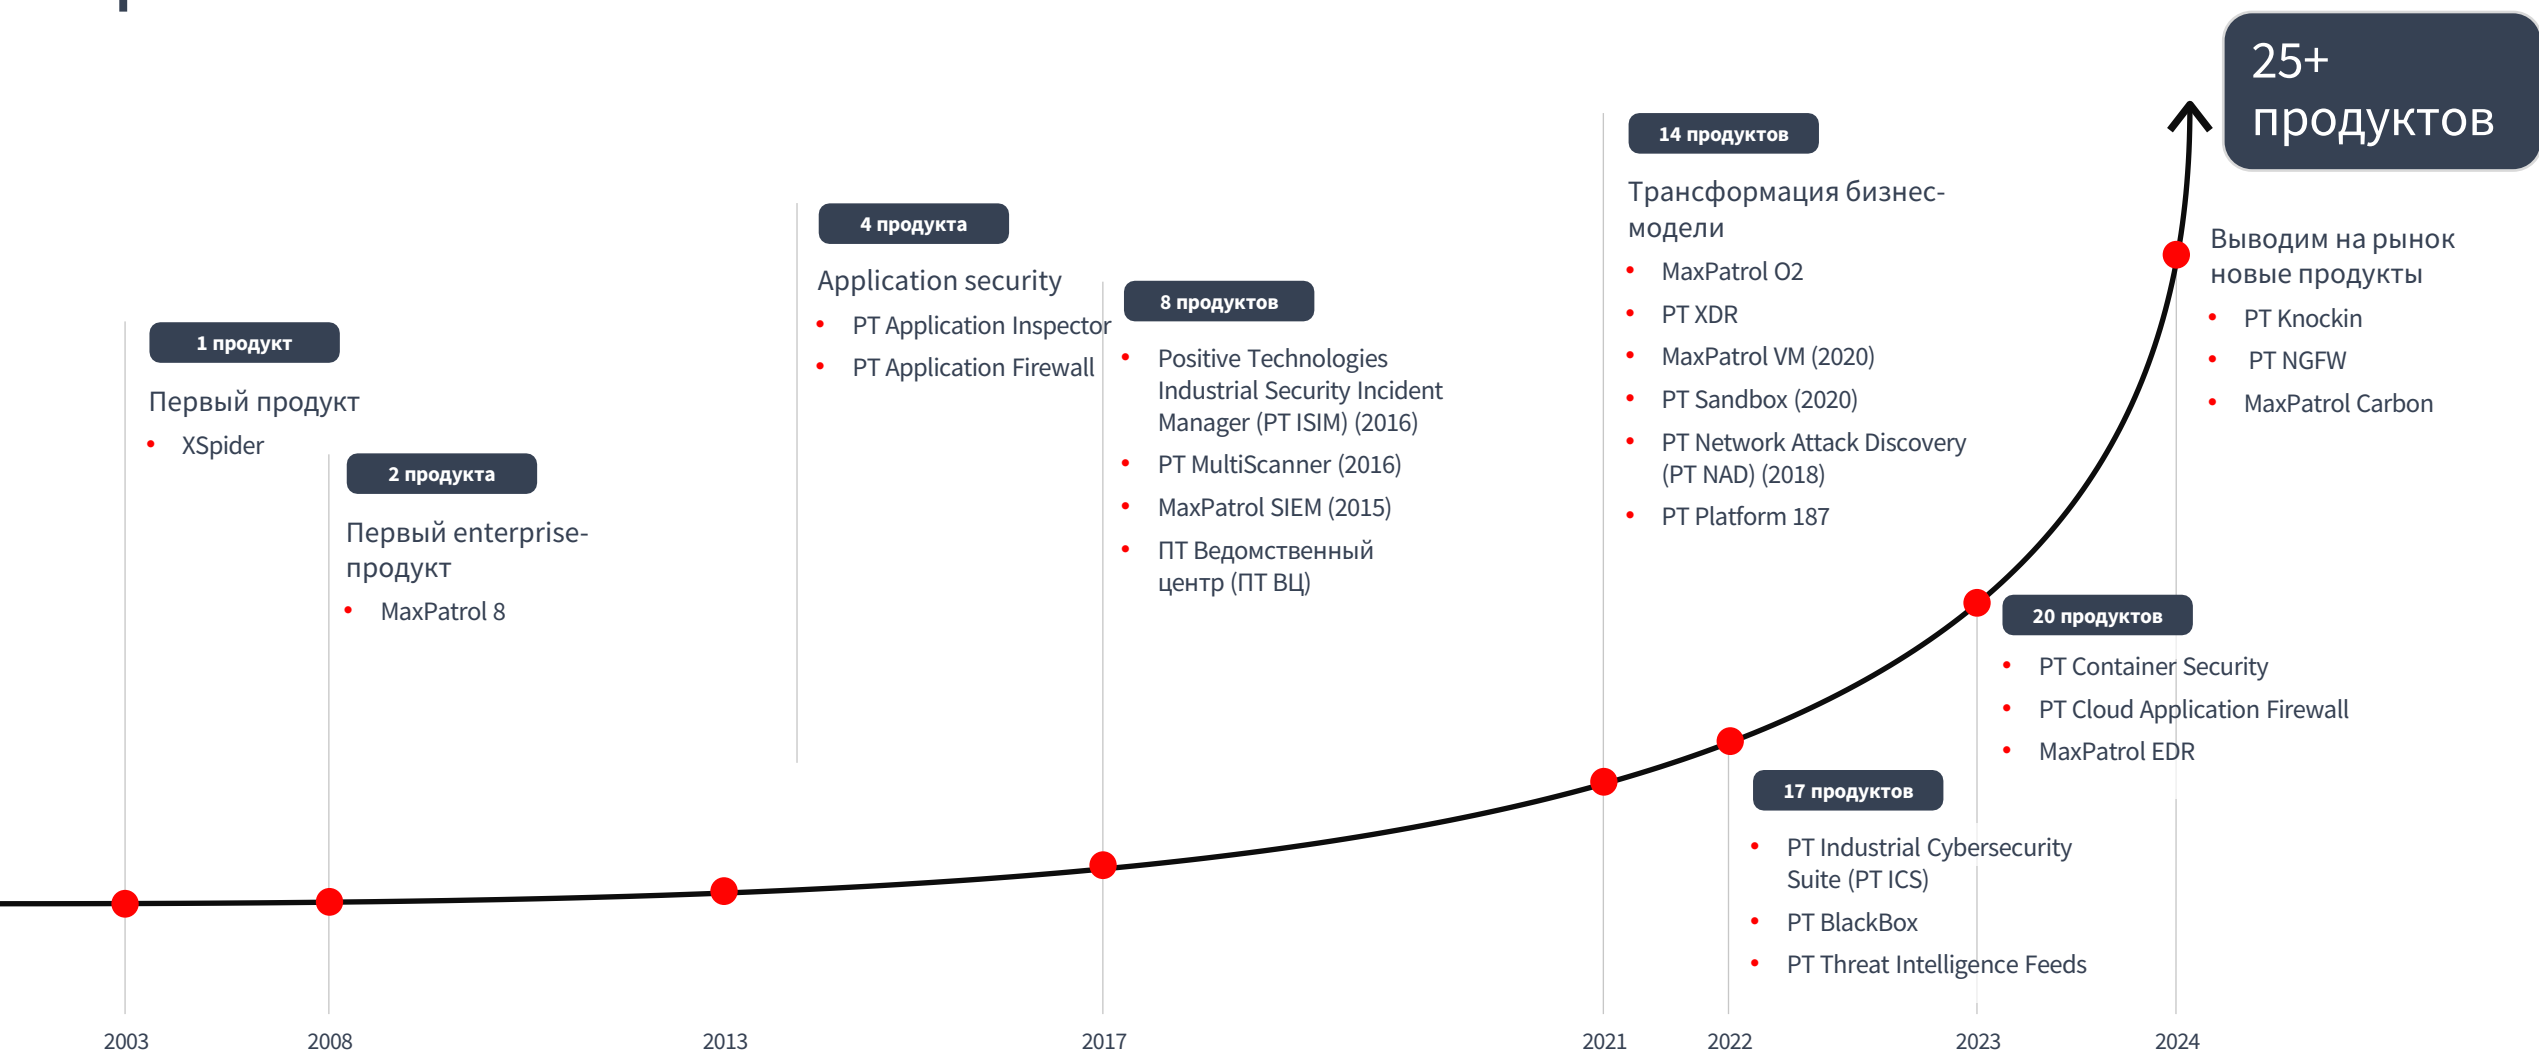 25+
продуктов
14 продуктов
Трансформация бизнес-
модели
MaxPatrol O2
PT XDR
MaxPatrol VM (2020)
PT Sandbox (2020)
PT Network Attack Discovery
(PT NAD) (2018)
PT Platform 187
4 продукта
Application security
PT Application Inspector
PT Application Firewall
8 продуктов
Positive Technologies
Industrial Security Incident
Manager (PT ISIM) (2016)
PT MultiScanner (2016)
MaxPatrol SIEM (2015)
ПТ Ведомственный
центр (ПТ ВЦ)
1 продукт
Первый продукт
XSpider
2 продукта
Первый enterprise-
продукт
MaxPatrol 8
Выводим на рынок
новые продукты
PT Knockin
PT NGFW
MaxPatrol Carbon
20 продуктов
PT Container Security
PT Cloud Application Firewall
MaxPatrol EDR
17 продуктов
PT Industrial Cybersecurity
Suite (PT ICS)
PT BlackBox
PT Threat Intelligence Feeds
2003
2008
2013
2017
2021
2022
2023
2024